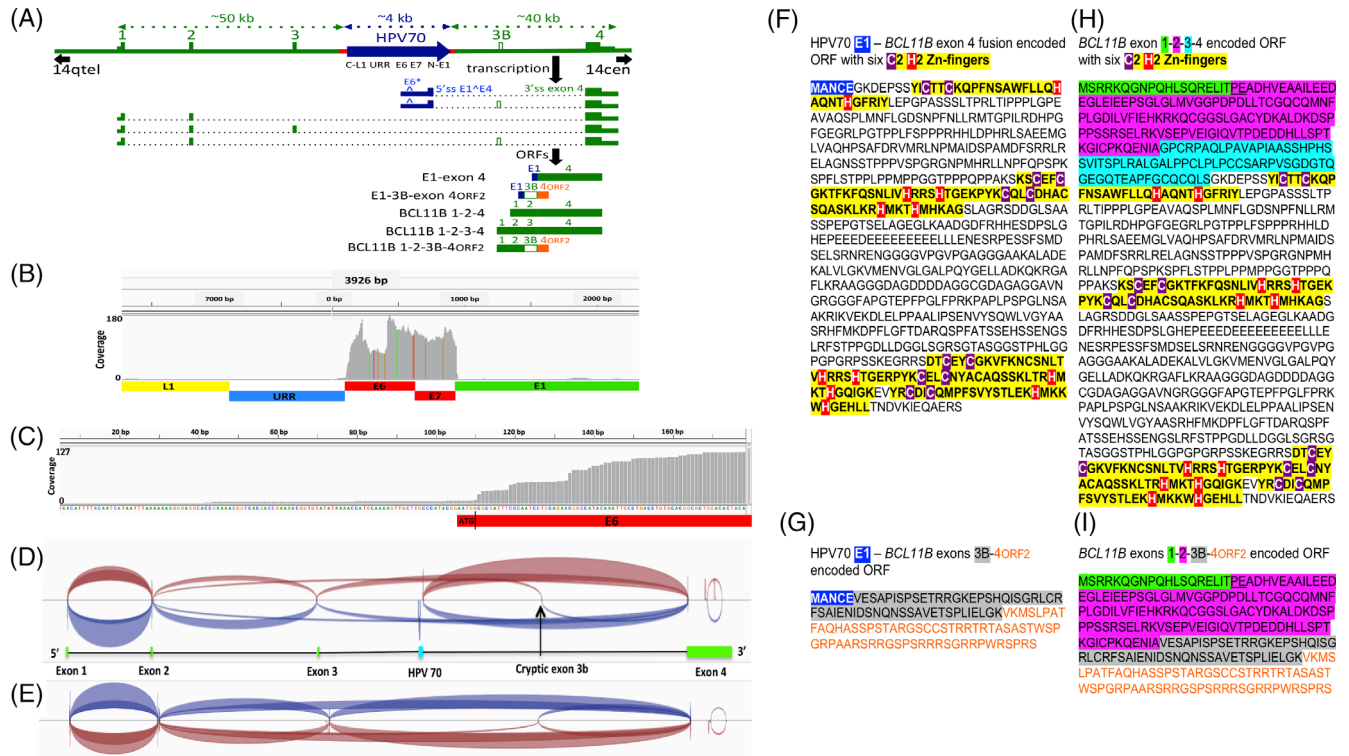 (A)
~50 kb
~4 kb
~40 kb
HPV70
1
2
3
3B
4
14qtel
C-L1 URR E6 E7 N-E1
transcription
14cen
E6*
5'ss E1^E4
3'ss exon 4
ORFs
E1
4
E1-exon 4
E1 3B 4ORF2
E1-3B-exon 4ORF2
1 2 4
BCL11B 1-2-4
1 2 3 4
BCL11B 1-2-3-4
1 2 3B 4ORF2
BCL11B 1-2-3B-4ORF2
(B)
3926 bp
7000 bp
0 bp
1000 bp
2000 bp
180
Coverage
0
L1
E6
E1
URR
E7
(C)
20 bp
40 bp
60 bp
80 bp
100 bp
120 bp
140 bp
160 bp
127
Coverage
0
ATG
E6
(D)
5'
3'
Exon 1
Exon 2
Exon 3
HPV 70
Cryptic exon 3b
Exon 4
(E)
(F)
HPV70 E1 – BCL11B exon 4 fusion encoded
ORF with six C2 H2 Zn-fingers
MANCEGKDEPSSYICTTCKQPFNSAWFLLQH
AQNTHGFRIYLEPGPASSSLTPRLTIPPPLGPE
AVAQSPLMNFLGDSNPFNLLRMTGPILRDHPG
FGEGRLPGTPPLFSPPPRHHLDPHRLSAEEMG
LVAQHPSAFDRVMRLNPMAIDSPAMDFSRRLR
ELAGNSSTPPPVSPGRGNPMHRLLNPFQPSPK
SPFLSTPPLPPMPPGGTPPPQPPAKSKSCEFC
GKTFKFQSNLIVHRRSHTGEKPYKCQLCDHAC
SQASKLKRHMKTHMHKAGSLAGRSDDGLSAA
SSPEPGTSELAGEGLKAADGDFRHHESDPSLG
HEPEEEDEEEEEEEEELLLENESRPESSFSMD
SELSRNRENGGGGVPGVPGAGGGAAKALADE
KALVLGKVMENVGLGALPQYGELLADKQKRGA
FLKRAAGGGDAGDDDDAGGCGDAGAGGAVN
GRGGGFAPGTEPFPGLFPRKPAPLPSPGLNSA
AKRIKVEKDLELPPAALIPSENVYSQWLVGYAA
SRHFMKDPFLGFTDARQSPFATSSEHSSENGS
LRFSTPPGDLLDGGLSGRSGTASGGSTPHLGG
PGPGRPSSKEGRRSDTCEYCGKVFKNCSNLT
VHRRSHTGERPYKCELCNYACAQSSKLTRHM
KTHGQIGKEVYRCDICQMPFSVYSTLEKHMKK
WHGEHLLTNDVKIEQAERS
(G)
HPV70 E1 – BCL11B exons 3B-4ORF2
encoded ORF
MANCEVESAPISPSETRRGKEPSHQISGRLCR
FSAIENIDSNQNSSAVETSPLIELGKVKMSLPAT
FAQHASSPSTARGSCCSTRRTRTASASTWSP
GRPAARSRRGSPSRRRSGRRPWRSPRS
(H)
BCL11B exon 1-2-3-4 encoded ORF
with six C2 H2 Zn-fingers
MSRRKQGNPQHLSQRELITPEADHVEAAILEED
EGLEIEEPSGLGLMVGGPDPDLLTCGQCQMNF
PLGDILVFIEHKRKQCGGSLGACYDKALDKDSP
PPSSRSELRKVSEPVEIGIQVTPDEDDHLLSPT
KGICPKQENIAGPCRPAQLPAVAPIAASSHPHS
SVITSPLRALGALPPCLPLPCCSARPVSGDGTQ
GEGQTEAPFGCQCQLSGKDEPSSYICTTCKQP
FNSAWFLLQHAQNTHGFRIYLEPGPASSSLTP
RLTIPPPLGPEAVAQSPLMNFLGDSNPFNLLRM
TGPILRDHPGFGEGRLPGTPPLFSPPPRHHLD
PHRLSAEEMGLVAQHPSAFDRVMRLNPMAIDS
PAMDFSRRLRELAGNSSTPPPVSPGRGNPMH
RLLNPFQPSPKSPFLSTPPLPPMPPGGTPPPQ
PPAKSKSCEFCGKTFKFQSNLIVHRRSHTGEK
PYKCQLCDHACSQASKLKRHMKTHMHKAGS
LAGRSDDGLSAASSPEPGTSELAGEGLKAADG
DFRHHESDPSLGHEPEEEDEEEEEEEEELLLE
NESRPESSFSMDSELSRNRENGGGGVPGVPG
AGGGAAKALADEKALVLGKVMENVGLGALPQY
GELLADKQKRGAFLKRAAGGGDAGDDDDAGG
CGDAGAGGAVNGRGGGFAPGTEPFPGLFPRK
PAPLPSPGLNSAAKRIKVEKDLELPPAALIPSEN
VYSQWLVGYAASRHFMKDPFLGFTDARQSPF
ATSSEHSSENGSLRFSTPPGDLLDGGLSGRSG
TASGGSTPHLGGPGPGRPSSKEGRRSDTCEY
CGKVFKNCSNLTVHRRSHTGERPYKCELCNY
ACAQSSKLTRHMKTHGQIGKEVYRCDICQMP
FSVYSTLEKHMKKWHGEHLLTNDVKIEQAERS
(I)
BCL11B exons 1-2-3B-4ORF2 encoded ORF
MSRRKQGNPQHLSQRELITPEADHVEAAILEED
EGLEIEEPSGLGLMVGGPDPDLLTCGQCQMNF
PLGDILVFIEHKRKQCGGSLGACYDKALDKDSP
PPSSRSELRKVSEPVEIGIQVTPDEDDHLLSPT
KGICPKQENIAVESAPISPSETRRGKEPSHQISG
RLCRFSAIENIDSNQNSSAVETSPLIELGKVKMS
LPATFAQHASSPSTARGSCCSTRRTRTASAST
WSPGRPAARSRRGSPSRRRSGRRPWRSPRS